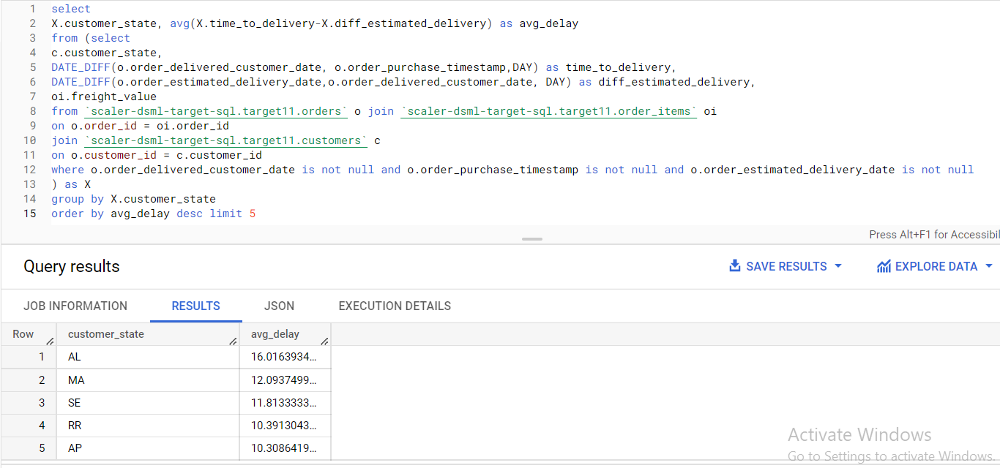 1 select
2 X.customer_state, avg(X.time_to_delivery-X.diff_estimated_delivery) as avg_delay
3 from (select
4 c.customer_state,
5 DATE_DIFF(o.order_delivered_customer_date, o.order_purchase_timestamp,DAY) as time_to_delivery,
6 DATE_DIFF(o.order_estimated_delivery_date,o.order_delivered_customer_date, DAY) as diff_estimated_delivery,
7 oi.freight_value
8 from `scaler-dsml-target-sql.target11.orders` o join `scaler-dsml-target-sql.target11.order_items` oi
9 on o.order_id = oi.order_id
10 join `scaler-dsml-target-sql.target11.customers` c
11 on o.customer_id = c.customer_id
12 where o.order_delivered_customer_date is not null and o.order_purchase_timestamp is not null and o.order_estimated_delivery_date is not null
13 ) as X
14 group by X.customer_state
15 order by avg_delay desc limit 5
Press Alt+F1 for Accessibil
Query results
SAVE RESULTS
EXPLORE DATA
JOB INFORMATION RESULTS JSON EXECUTION DETAILS
Row customer_state avg_delay
1 AL 16.0163934...
2 MA 12.0937499...
3 SE 11.8133333...
4 RR 10.3913043...
5 AP 10.3086419...
Activate Windows
Go to Settings to activate Windows.